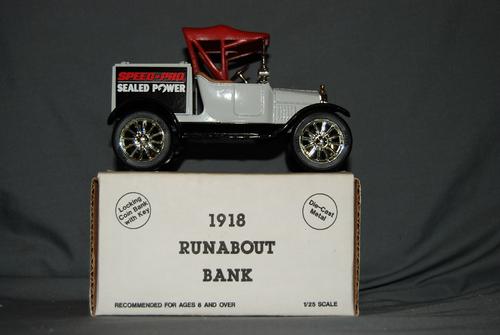 SPEED-PRO
SEALED POWER
Locking
Coin Bank
with Key
Die-Cast
Metal
1918
RUNABOUT
BANK
RECOMMENDED FOR AGES 8 AND OVER
1/25 SCALE